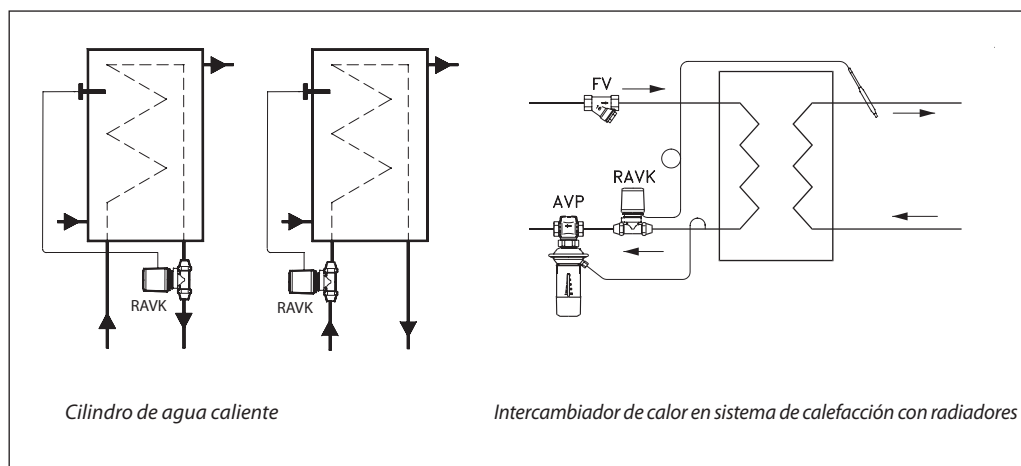 FV
RAVK
AVP
RAVK
RAVK
Cilindro de agua caliente
Intercambiador de calor en sistema de calefacción con radiadores